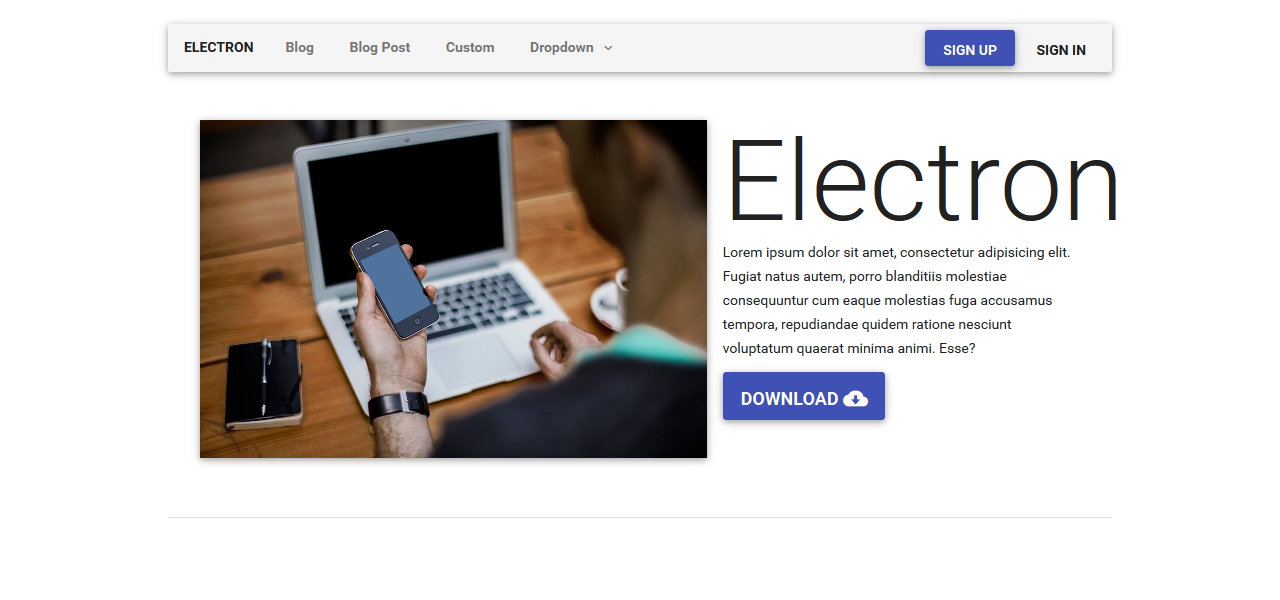 ELECTRON Blog Blog Post Custom Dropdown SIGN UP SIGN IN
Electron
Lorem ipsum dolor sit amet, consectetur adipisicing elit.
Fugiat natus autem, porro blanditiis molestiae
consequuntur cum eaque molestias fuga accusamus
tempora, repudiandae quidem ratione nesciunt
voluptatum quaerat minima animi. Esse?
DOWNLOAD